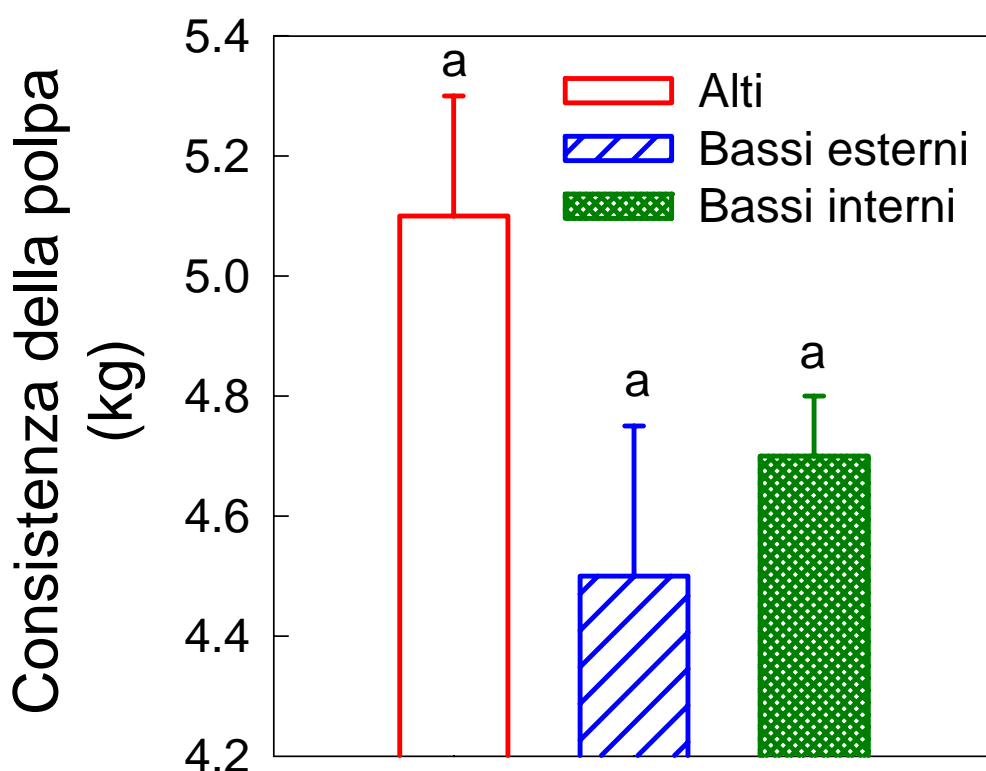 Consistenza della polpa
(kg)
5.4
5.2
5.0
4.8
4.6
4.4
4.2
a
a
a
Alti
Bassi esterni
Bassi interni